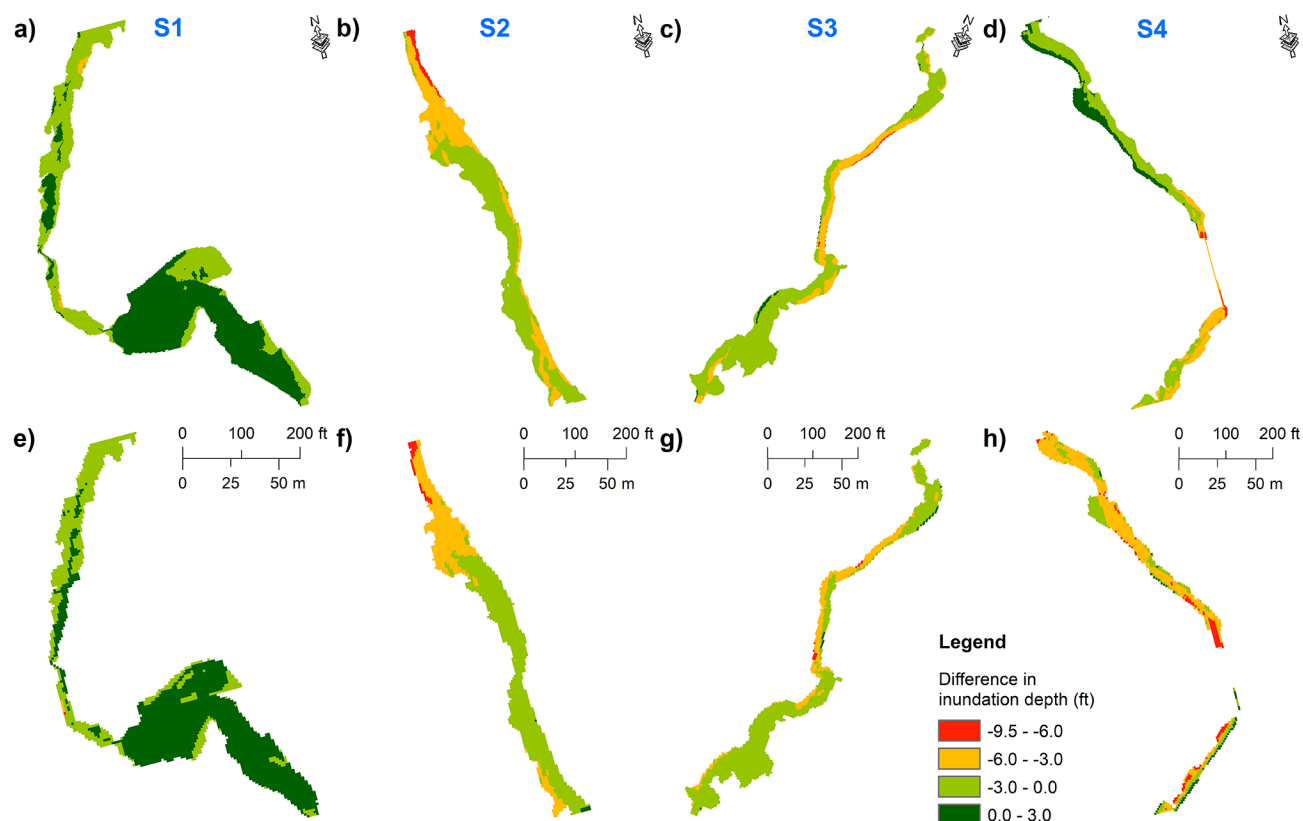 a) S1 N b) S2 N c) S3 N d) S4 N
e) f) g) h)
0 100 200 ft
0 25 50 m
0 100 200 ft
0 25 50 m
0 100 200 ft
0 25 50 m
0 100 200 ft
0 25 50 m
Legend
Difference in
inundation depth (ft)
-9.5 - -6.0
-6.0 - -3.0
-3.0 - 0.0
0.0 - 3.0